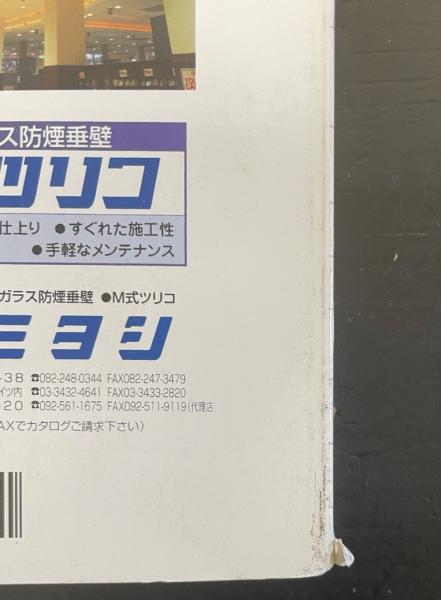 ス防煙垂壁
ツリコ
仕上り ●すぐれた施工性
●手軽なメンテナンス
ガラス防煙垂壁 ●M式ツリコ
ミヨシ
-38 ☎082-248-0344 FAX082-247-3479
イツ内 ☎03-3432-4641 FAX03-3433-2820
-20 ☎092-561-1675 FAX092-511-9119(代理店
AXでカタログご請求下さい)